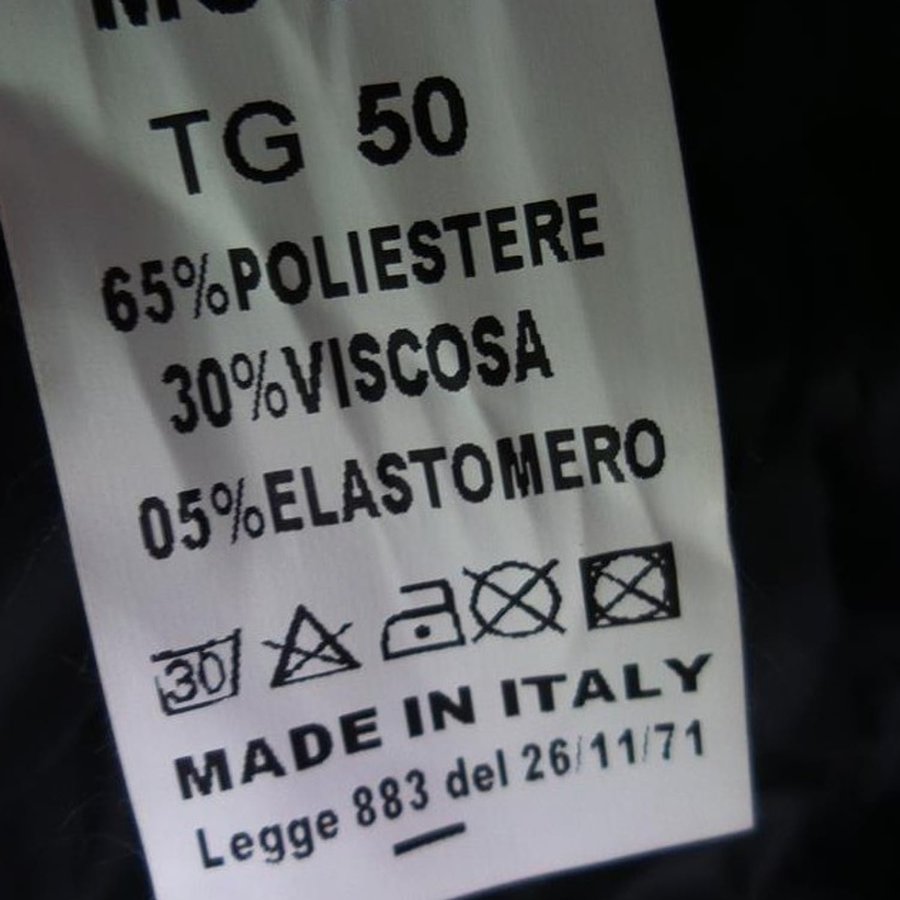 TG 50
65%POLIESTERE
30%VISCOSA
05%ELASTOMERO
30
MADE IN ITALY
Legge 883 del 26/11/71